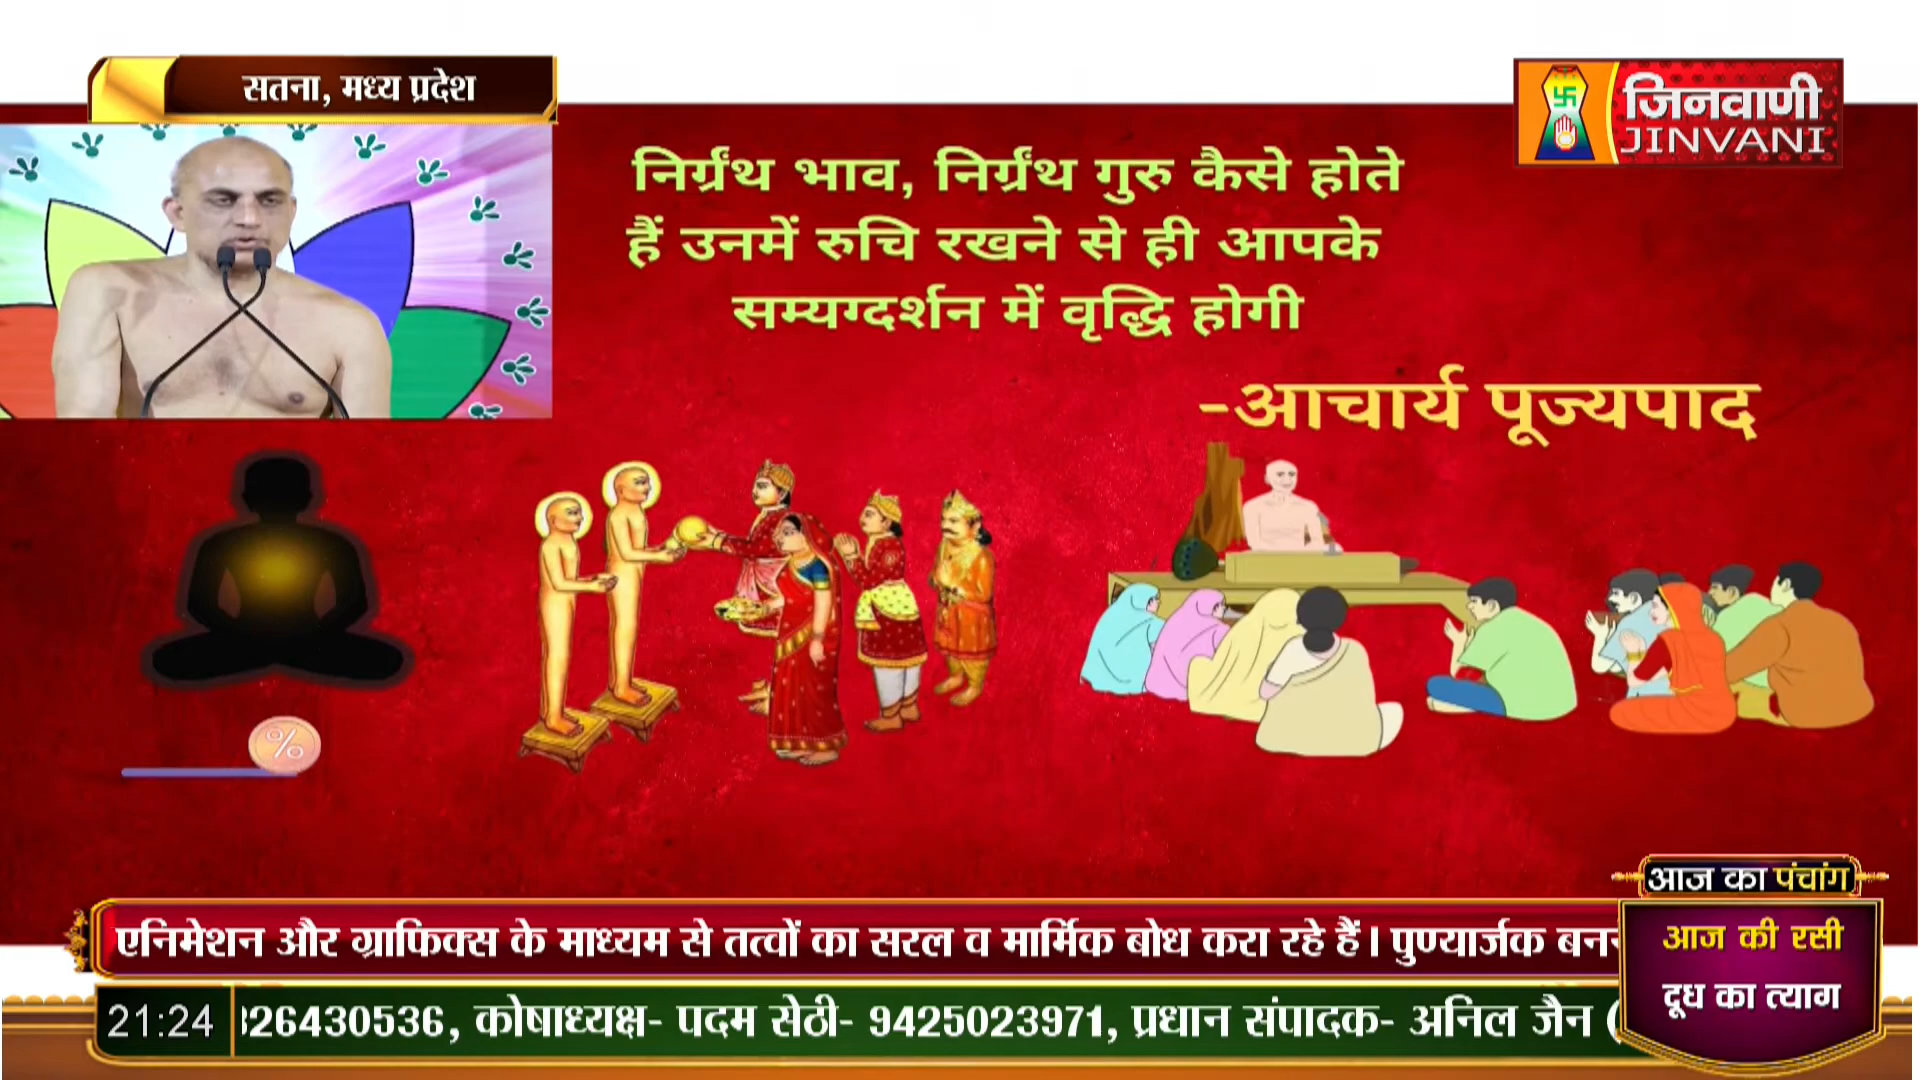 सतना, मध्य प्रदेश
जिनवाणी
JINVANI
निर्ग्रंथ भाव, निर्ग्रंथ गुरु कैसे होते
हैं उनमें रुचि रखने से ही आपके
सम्यग्दर्शन में वृद्धि होगी
-आचार्य पूज्यपाद
%
आज का पंचांग
एनिमेशन और ग्राफिक्स के माध्यम से तत्वों का सरल व मार्मिक बोध करा रहे हैं। पुण्यार्जक
आज की रसी
दूध का त्याग
21:24
26430536, कोषाध्यक्ष- पदम सेठी- 9425023971, प्रधान संपादक- अनिल जैन (